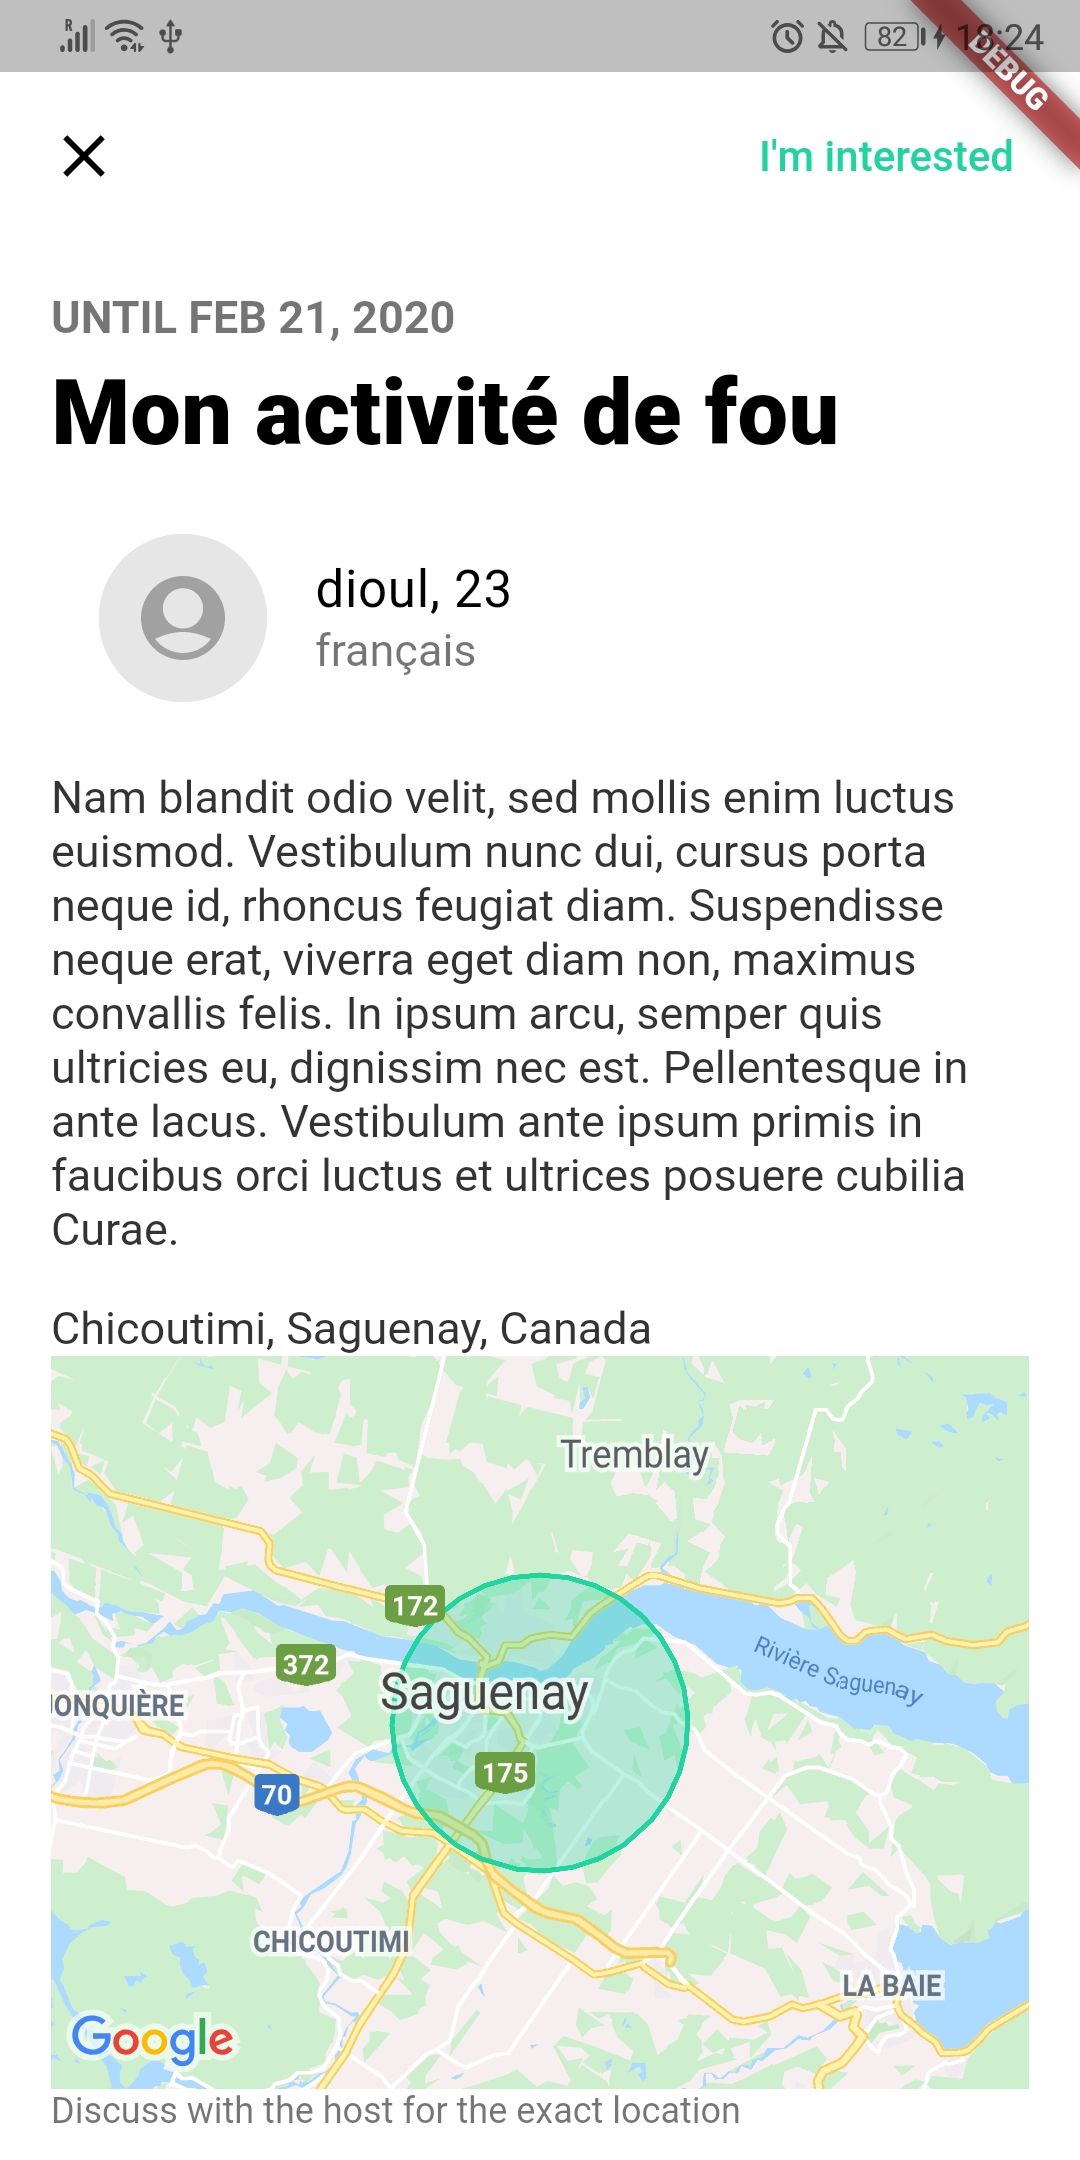 R
82
18:24
DEBUG
I'm interested
UNTIL FEB 21, 2020
Mon activité de fou
dioul, 23
français
Nam blandit odio velit, sed mollis enim luctus
euismod. Vestibulum nunc dui, cursus porta
neque id, rhoncus feugiat diam. Suspendisse
neque erat, viverra eget diam non, maximus
convallis felis. In ipsum arcu, semper quis
ultricies eu, dignissim nec est. Pellentesque in
ante lacus. Vestibulum ante ipsum primis in
faucibus orci luctus et ultrices posuere cubilia
Curae.
Chicoutimi, Saguenay, Canada
Tremblay
172
372
Rivière Saguenay
Saguenay
JONQUIÈRE
175
70
CHICOUTIMI
LA BAIE
Google
Discuss with the host for the exact location